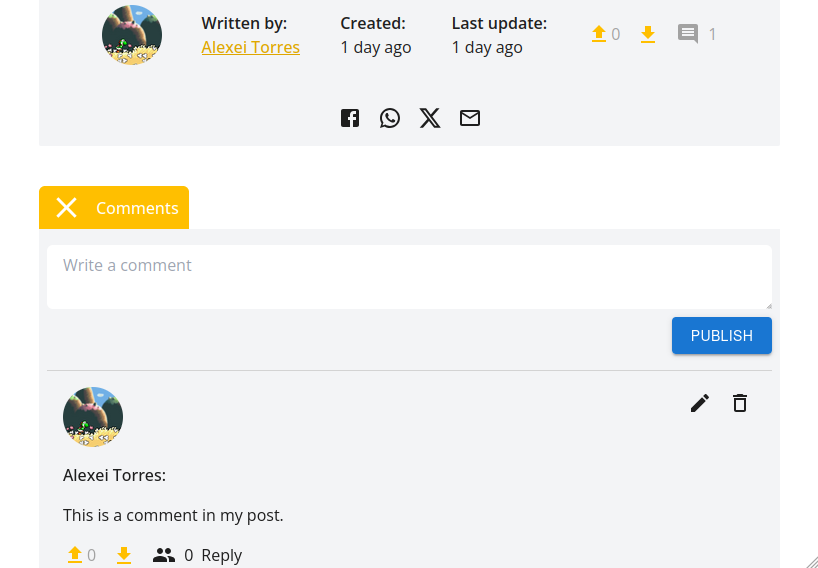 Written by: Created: Last update:
Alexei Torres 1 day ago 1 day ago 0 1
Comments
Write a comment
PUBLISH
Alexei Torres:
This is a comment in my post.
0 0 Reply